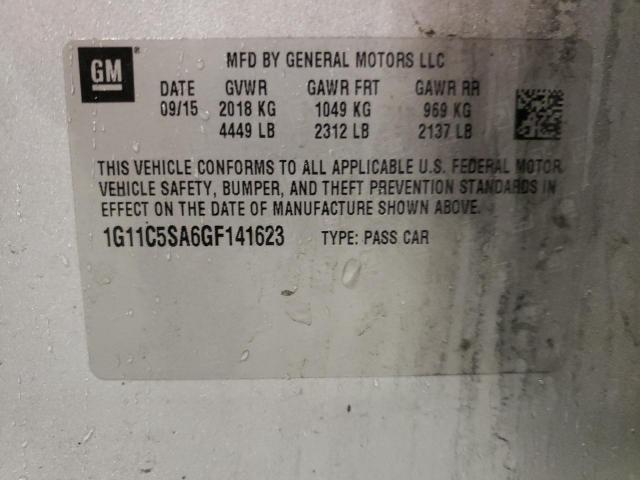 GM ® MFD BY GENERAL MOTORS LLC
DATE GVWR GAWR FRT GAWR RR
09/15 2018 KG 1049 KG 969 KG
4449 LB 2312 LB 2137 LB
THIS VEHICLE CONFORMS TO ALL APPLICABLE U.S. FEDERAL MOTOR
VEHICLE SAFETY, BUMPER, AND THEFT PREVENTION STANDARDS IN
EFFECT ON THE DATE OF MANUFACTURE SHOWN ABOVE.
1G11C5SA6GF141623 TYPE: PASS CAR